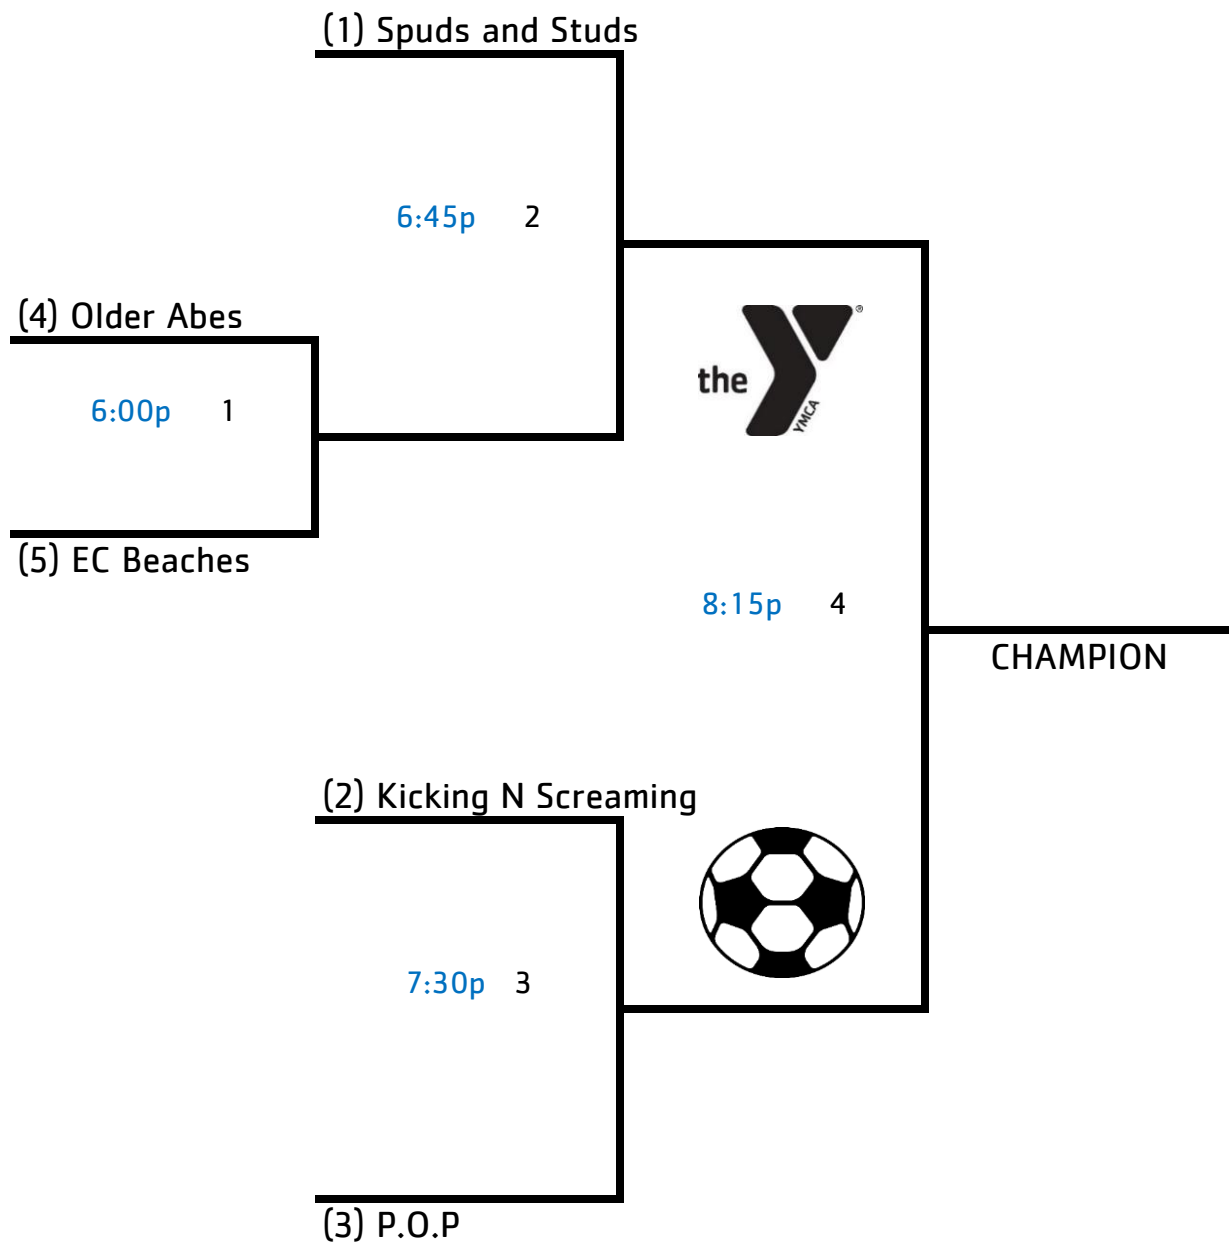 (1) Spuds and Studs
6:45p 2
(4) Older Abes
the
YMCA
®
6:00p 1
(5) EC Beaches
8:15p 4
CHAMPION
(2) Kicking N Screaming
7:30p 3
(3) P.O.P